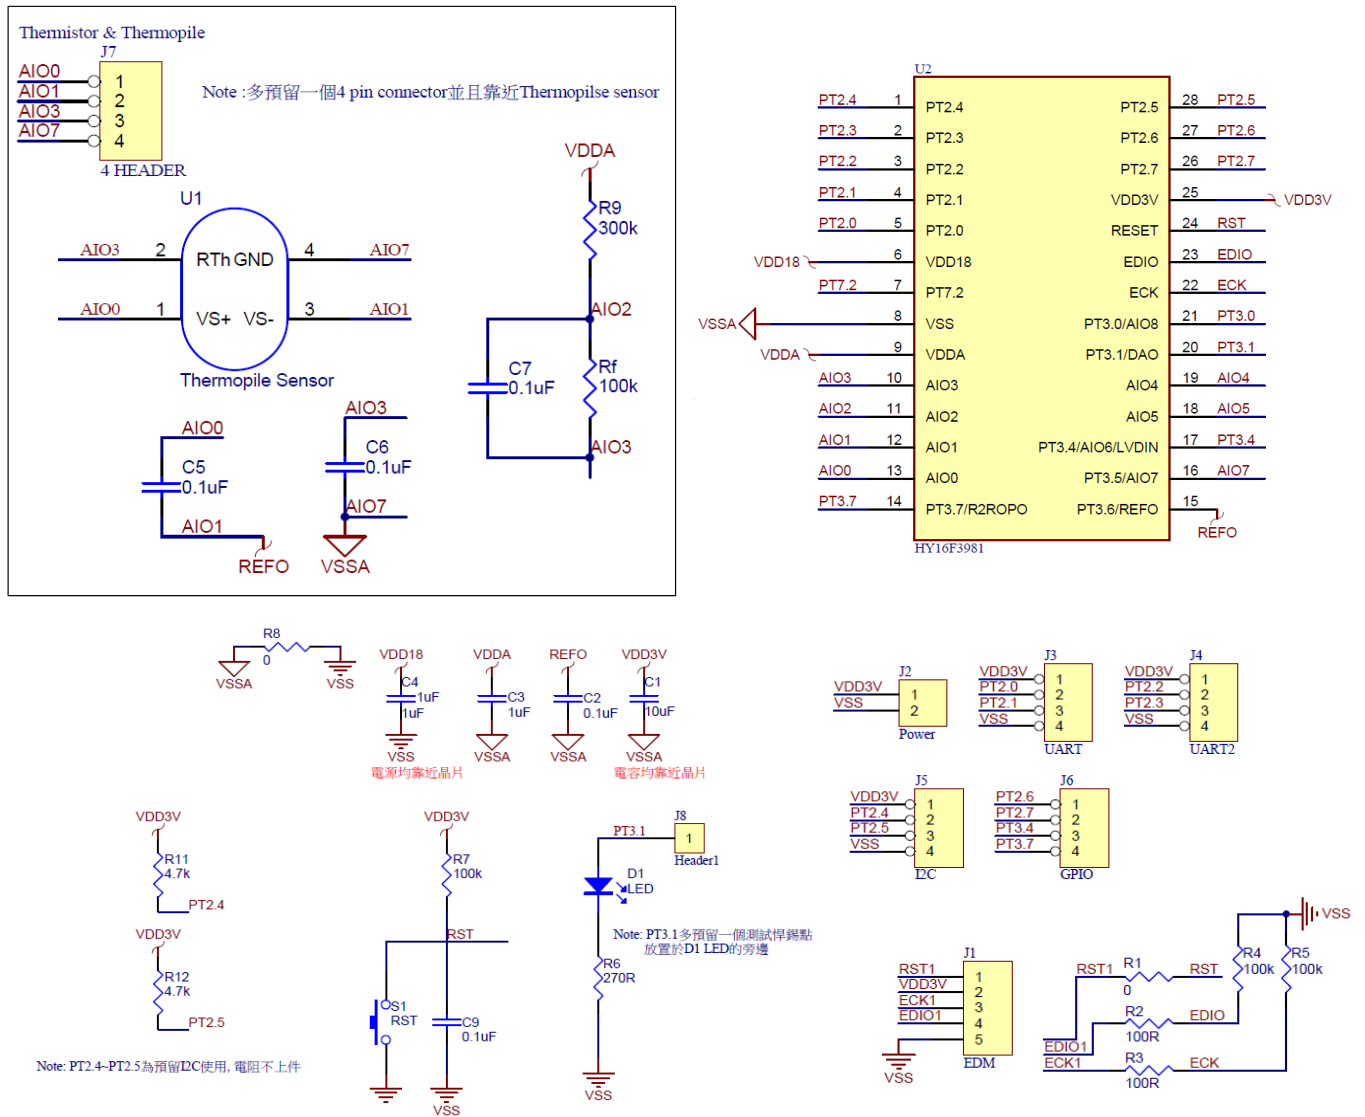 Thermistor & Thermopile
J7
AIO0
AIO1
AIO3
AIO7
1
2
3
4
4 HEADER
Note :多預留一個4 pin connector並且靠近Thermopilse sensor
U1
AIO3 2 RTh GND 4 AIO7
AIO0 1 VS+ VS- 3 AIO1
Thermopile Sensor
VDDA
R9
300k
AIO2
C7
0.1uF
Rf
100k
AIO3
AIO0
C5
0.1uF
AIO1
REFO
AIO3
C6
0.1uF
AIO7
VSSA
U2
PT2.4 1 PT2.4 PT2.5 28 PT2.5
PT2.3 2 PT2.3 PT2.6 27 PT2.6
PT2.2 3 PT2.2 PT2.7 26 PT2.7
PT2.1 4 PT2.1 VDD3V 25 VDD3V
PT2.0 5 PT2.0 RESET 24 RST
VDD18 6 VDD18 EDIO 23 EDIO
PT7.2 7 PT7.2 ECK 22 ECK
VSSA 8 VSS PT3.0/AIO8 21 PT3.0
VDDA 9 VDDA PT3.1/DAO 20 PT3.1
AIO3 10 AIO3 AIO4 19 AIO4
AIO2 11 AIO2 AIO5 18 AIO5
AIO1 12 AIO1 PT3.4/AIO6/LVDIN 17 PT3.4
AIO0 13 AIO0 PT3.5/AIO7 16 AIO7
PT3.7 14 PT3.7/R2ROPO PT3.6/REFO 15
REFO
HY16F3981
R8
0
VSSA
VSS
VDD18
C4
1uF
1uF
VSS
電源均靠近晶片
VDDA
C3
1uF
VSSA
REFO
C2
0.1uF
VSSA
VDD3V
C1
10uF
VSSA
電容均靠近晶片
J2
VDD3V 1
VSS 2
Power
J3
VDD3V 1
PT2.0 2
PT2.1 3
VSS 4
UART
J4
VDD3V 1
PT2.2 2
PT2.3 3
VSS 4
UART2
J5
VDD3V 1
PT2.4 2
PT2.5 3
VSS 4
I2C
J6
PT2.6 1
PT2.7 2
PT3.4 3
PT3.7 4
GPIO
VDD3V
R11
4.7k
PT2.4
VDD3V
R12
4.7k
PT2.5
Note: PT2.4~PT2.5為預留I2C使用, 電阻不上件
VDD3V
R7
100k
RST
S1
RST
C9
0.1uF
VSS
J8
PT3.1 1
Header1
D1
LED
Note: PT3.1多預留一個測試悍錫點
放置於D1 LED的旁邊
R6
270R
VSS
J1
RST1 1
VDD3V 2
ECK1 3
EDIO1 4
5
VSS
EDM
VSS
R4
100k
R5
100k
RST1 R1 RST
0
R2 EDIO
EDIO1 100R
ECK1 R3 ECK
100R